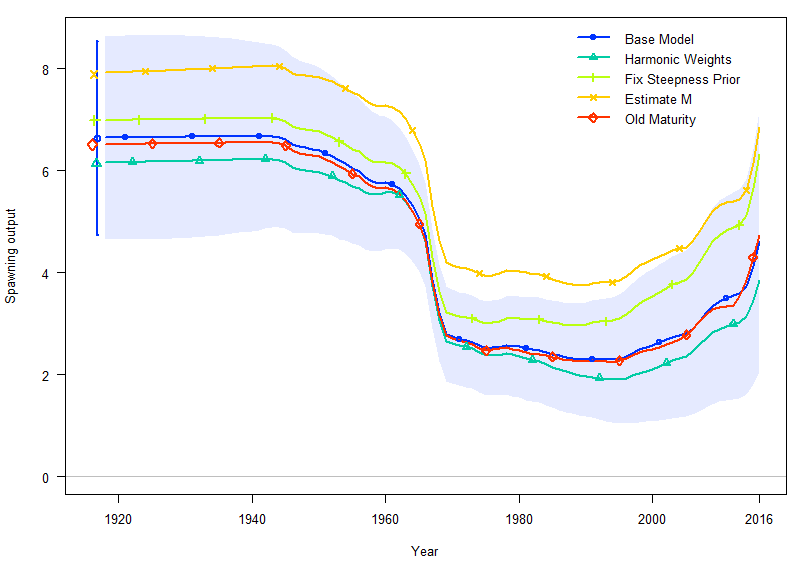 Base Model
Harmonic Weights
Fix Steepness Prior
Estimate M
Old Maturity
Spawning output
8
6
4
2
0
1920 1940 1960 1980 2000 2016
Year